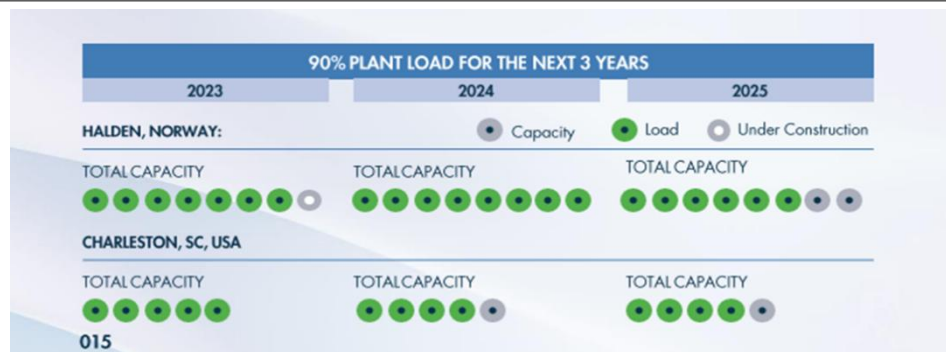 90% PLANT LOAD FOR THE NEXT 3 YEARS
2023 2024 2025
HALDEN, NORWAY: Capacity Load Under Construction
TOTAL CAPACITY TOTAL CAPACITY TOTAL CAPACITY
CHARLESTON, SC, USA
TOTAL CAPACITY TOTAL CAPACITY TOTAL CAPACITY
015